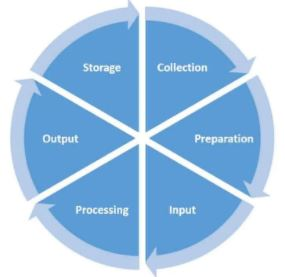 Storage
Collection
Output
Preparation
Processing
Input